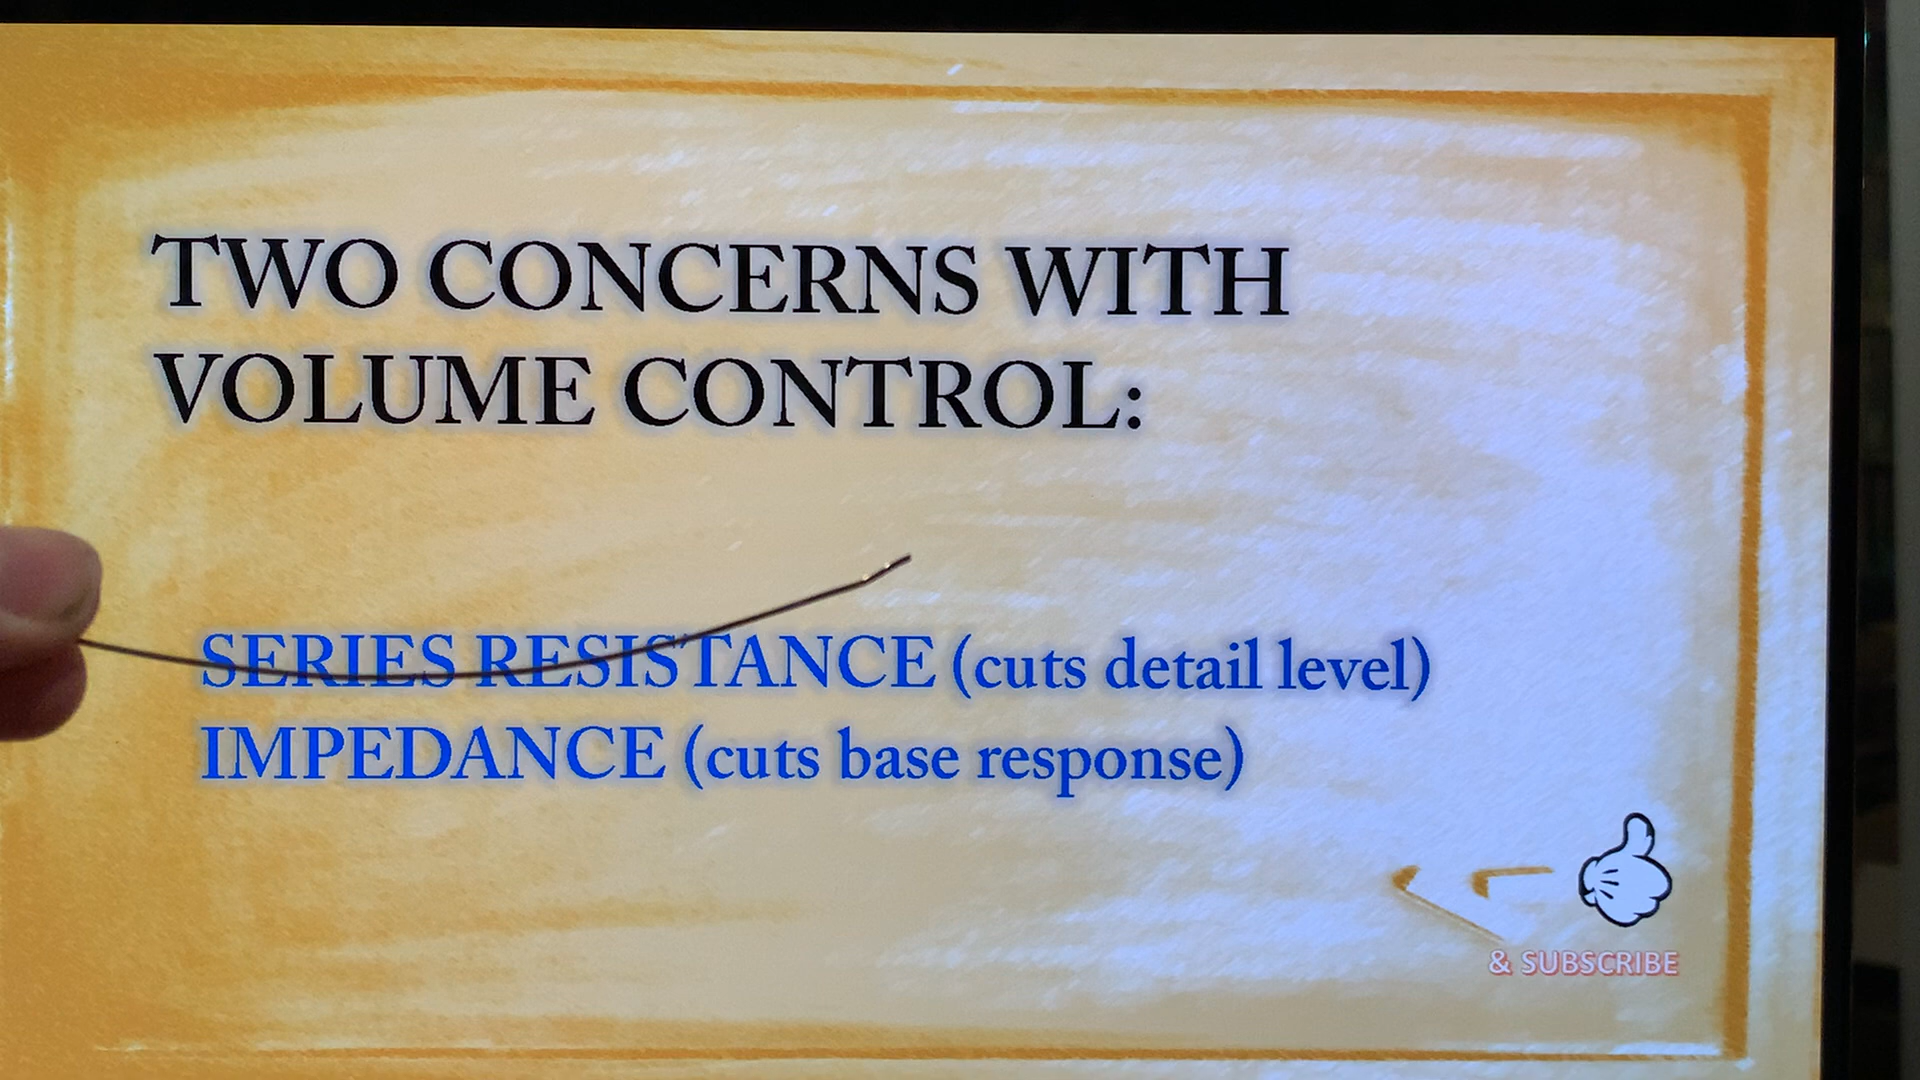 TWO CONCERNS WITH
VOLUME CONTROL:
SERIES RESISTANCE (cuts detail level)
IMPEDANCE (cuts base response)
& SUBSCRIBE